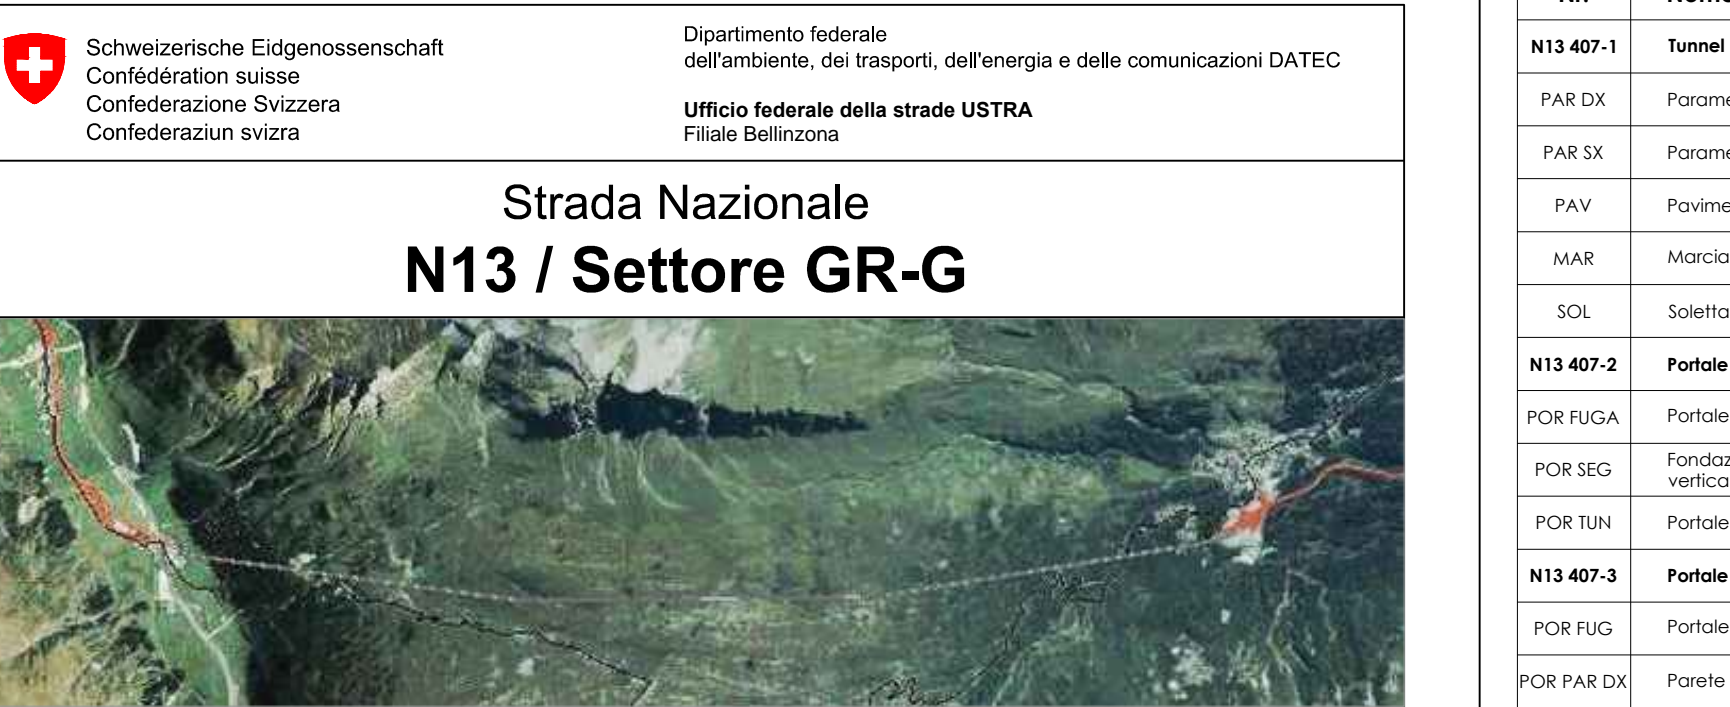 Schweizerische Eidgenossenschaft
Confédération suisse
Confederazione Svizzera
Confederaziun svizra
Dipartimento federale
dell'ambiente, dei trasporti, dell'energia e delle comunicazioni DATEC
Ufficio federale della strade USTRA
Filiale Bellinzona
Strada Nazionale
N13 / Settore GR-G
N13 407-1 Tunnel
PAR DX
PAR SX
PAV
MAR
SOL Soletta
N13 407-2 Portale
POR FUGA Portale
POR SEG
POR TUN Portale
N13 407-3 Portale
POR FUG Portale
POR PAR DX Parete